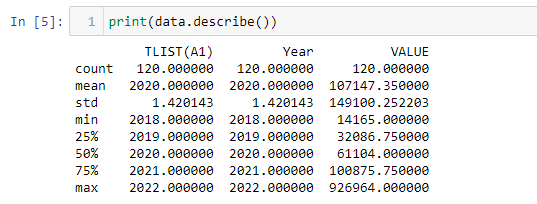 In [5]: 1 print(data.describe())
TLIST(A1) Year VALUE
count 120.000000 120.000000 120.000000
mean 2020.000000 2020.000000 107147.350000
std 1.420143 1.420143 149100.252203
min 2018.000000 2018.000000 14165.000000
25% 2019.000000 2019.000000 32086.750000
50% 2020.000000 2020.000000 61104.000000
75% 2021.000000 2021.000000 100875.750000
max 2022.000000 2022.000000 926964.000000